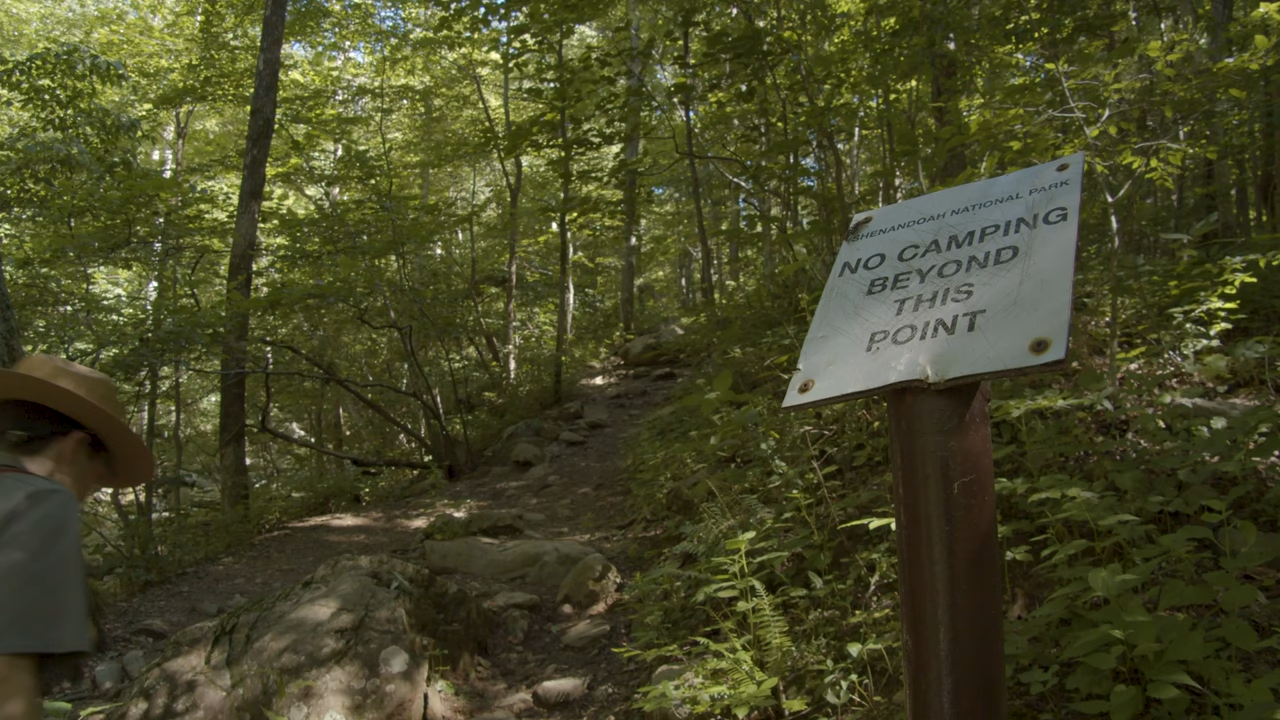 SHENANDOAH NATIONAL PARK
NO CAMPING
BEYOND
THIS
POINT